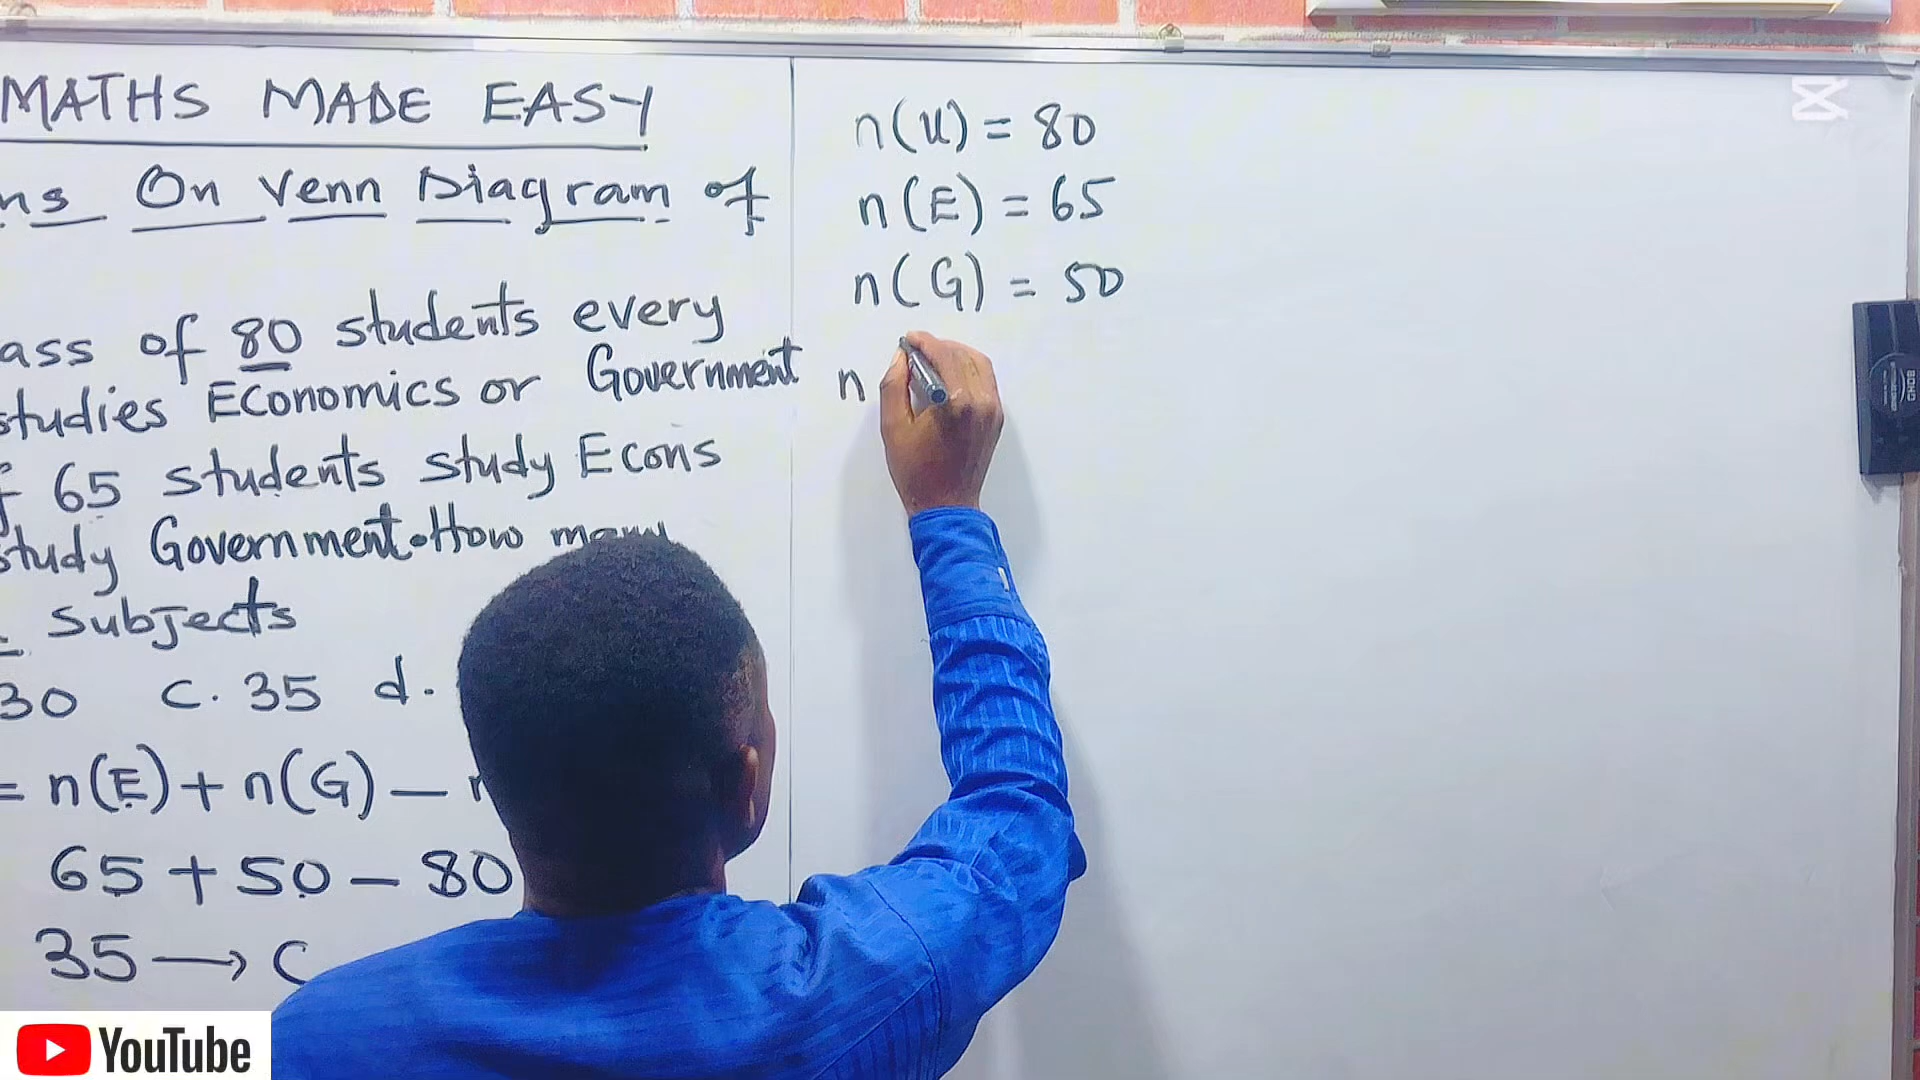 MATHS MADE EASY
ns On Venn Diagram of
ass of 80 students every
studies Economics or Government
65 students study Econs
study Government. How many
subjects
30 c. 35 d.
= n(E) + n(G) —
65 + 50 – 80
35 → C
n(U) = 80
n(E) = 65
n(G) = 50
n
YouTube